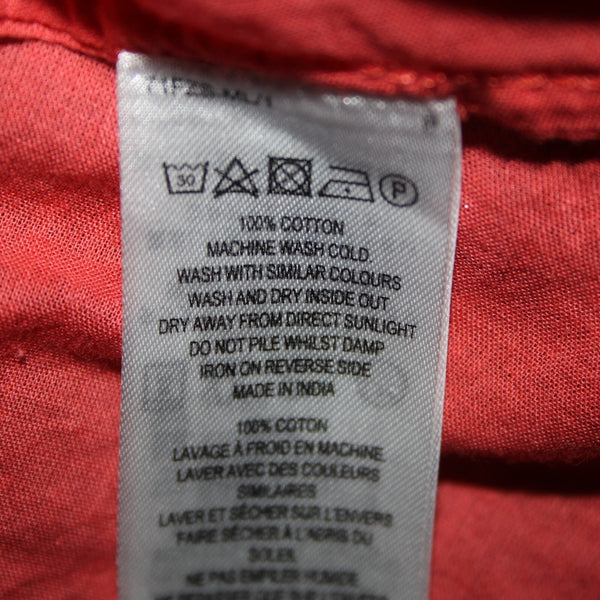 30
P
100% COTTON
MACHINE WASH COLD
WASH WITH SIMILAR COLOURS
WASH AND DRY INSIDE OUT
DRY AWAY FROM DIRECT SUNLIGHT
DO NOT PILE WHILST DAMP
IRON ON REVERSE SIDE
MADE IN INDIA
100% COTON
LAVAGE À FROID EN MACHINE
LAVER AVEC DES COULEURS
SIMILAIRES
LAVER ET SÉCHER SUR L'ENVERS
FAIRE SÉCHER À L'ABRIS DU
SOLEIL
NE PAS EMPILER HUMIDE